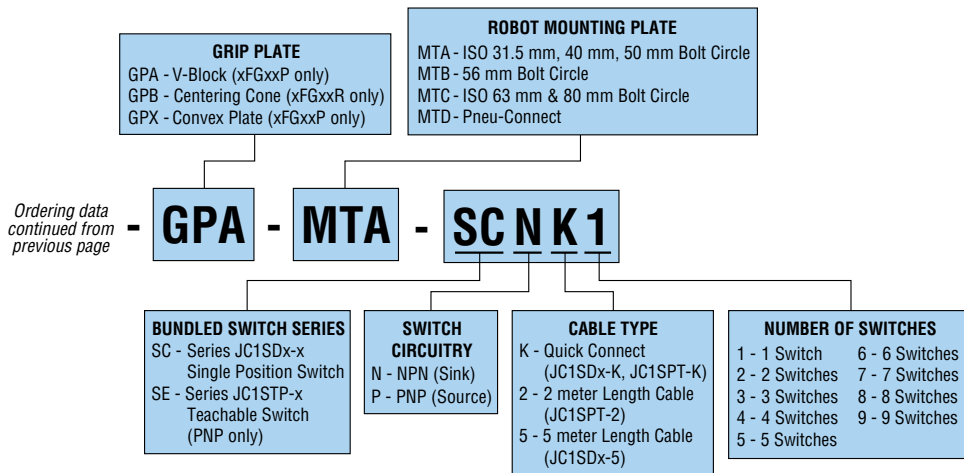 GRIP PLATE
GPA - V-Block (xFGxxP only)
GPB - Centering Cone (xFGxxR only)
GPX - Convex Plate (xFGxxP only)
ROBOT MOUNTING PLATE
MTA - ISO 31.5 mm, 40 mm, 50 mm Bolt Circle
MTB - 56 mm Bolt Circle
MTC - ISO 63 mm & 80 mm Bolt Circle
MTD - Pneu-Connect
Ordering data
continued from
previous page
- GPA - MTA - SCNK1
BUNDLED SWITCH SERIES
SC - Series JC1SDx-x
Single Position Switch
SE - Series JC1STP-x
Teachable Switch
(PNP only)
SWITCH
CIRCUITRY
N - NPN (Sink)
P - PNP (Source)
CABLE TYPE
K - Quick Connect
(JC1SDx-K, JC1SPT-K)
2 - 2 meter Length Cable
(JC1SPT-2)
5 - 5 meter Length Cable
(JC1SDx-5)
NUMBER OF SWITCHES
1 - 1 Switch
2 - 2 Switches
3 - 3 Switches
4 - 4 Switches
5 - 5 Switches
6 - 6 Switches
7 - 7 Switches
8 - 8 Switches
9 - 9 Switches